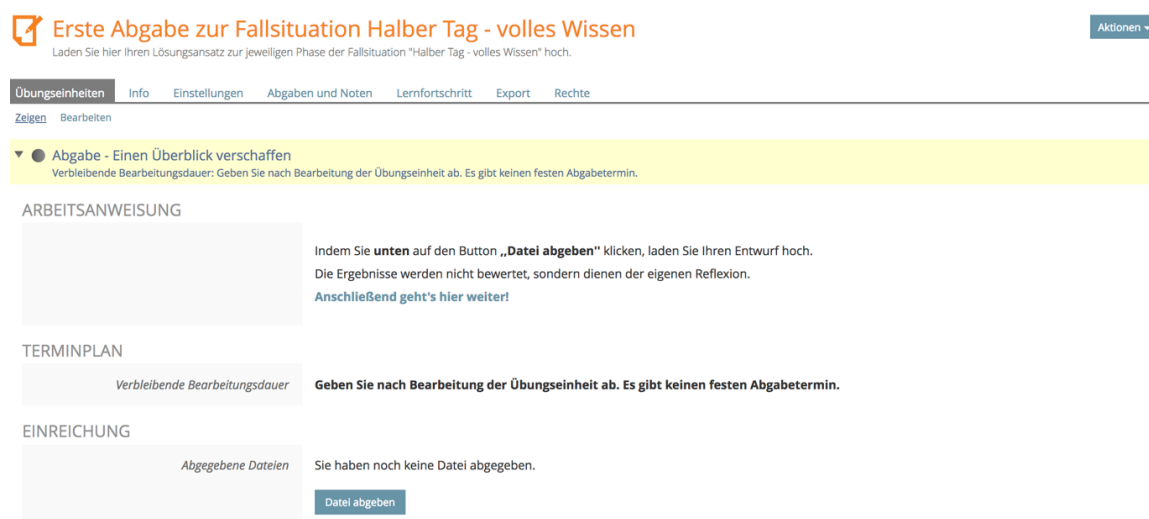 Erste Abgabe zur Fallsituation Halber Tag - volles Wissen
Aktionen
Laden Sie hier Ihren Lösungsansatz zur jeweiligen Phase der Fallsituation "Halber Tag - volles Wissen" hoch.
Übungseinheiten Info Einstellungen Abgaben und Noten Lernfortschritt Export Rechte
Zeigen Bearbeiten
Abgabe - Einen Überblick verschaffen
Verbleibende Bearbeitungsdauer: Geben Sie nach Bearbeitung der Übungseinheit ab. Es gibt keinen festen Abgabetermin.
ARBEITSANWEISUNG
Indem Sie unten auf den Button ,,Datei abgeben'' klicken, laden Sie Ihren Entwurf hoch.
Die Ergebnisse werden nicht bewertet, sondern dienen der eigenen Reflexion.
Anschließend geht's hier weiter!
TERMINPLAN
Verbleibende Bearbeitungsdauer Geben Sie nach Bearbeitung der Übungseinheit ab. Es gibt keinen festen Abgabetermin.
EINREICHUNG
Abgegebene Dateien Sie haben noch keine Datei abgegeben.
Datei abgeben